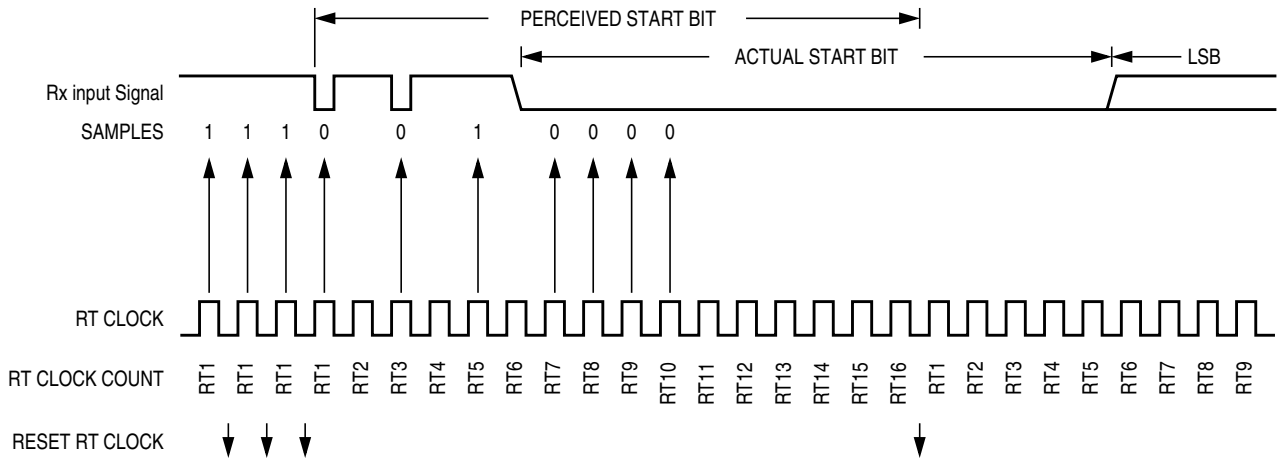 PERCEIVED START BIT
ACTUAL START BIT
LSB
Rx input Signal
SAMPLES 1 1 1 0 0 1 0 0 0 0
RT CLOCK
RT CLOCK COUNT RT1 RT1 RT1 RT1 RT2 RT3 RT4 RT5 RT6 RT7 RT8 RT9 RT10 RT11 RT12 RT13 RT14 RT15 RT16 RT1 RT2 RT3 RT4 RT5 RT6 RT7 RT8 RT9
RESET RT CLOCK